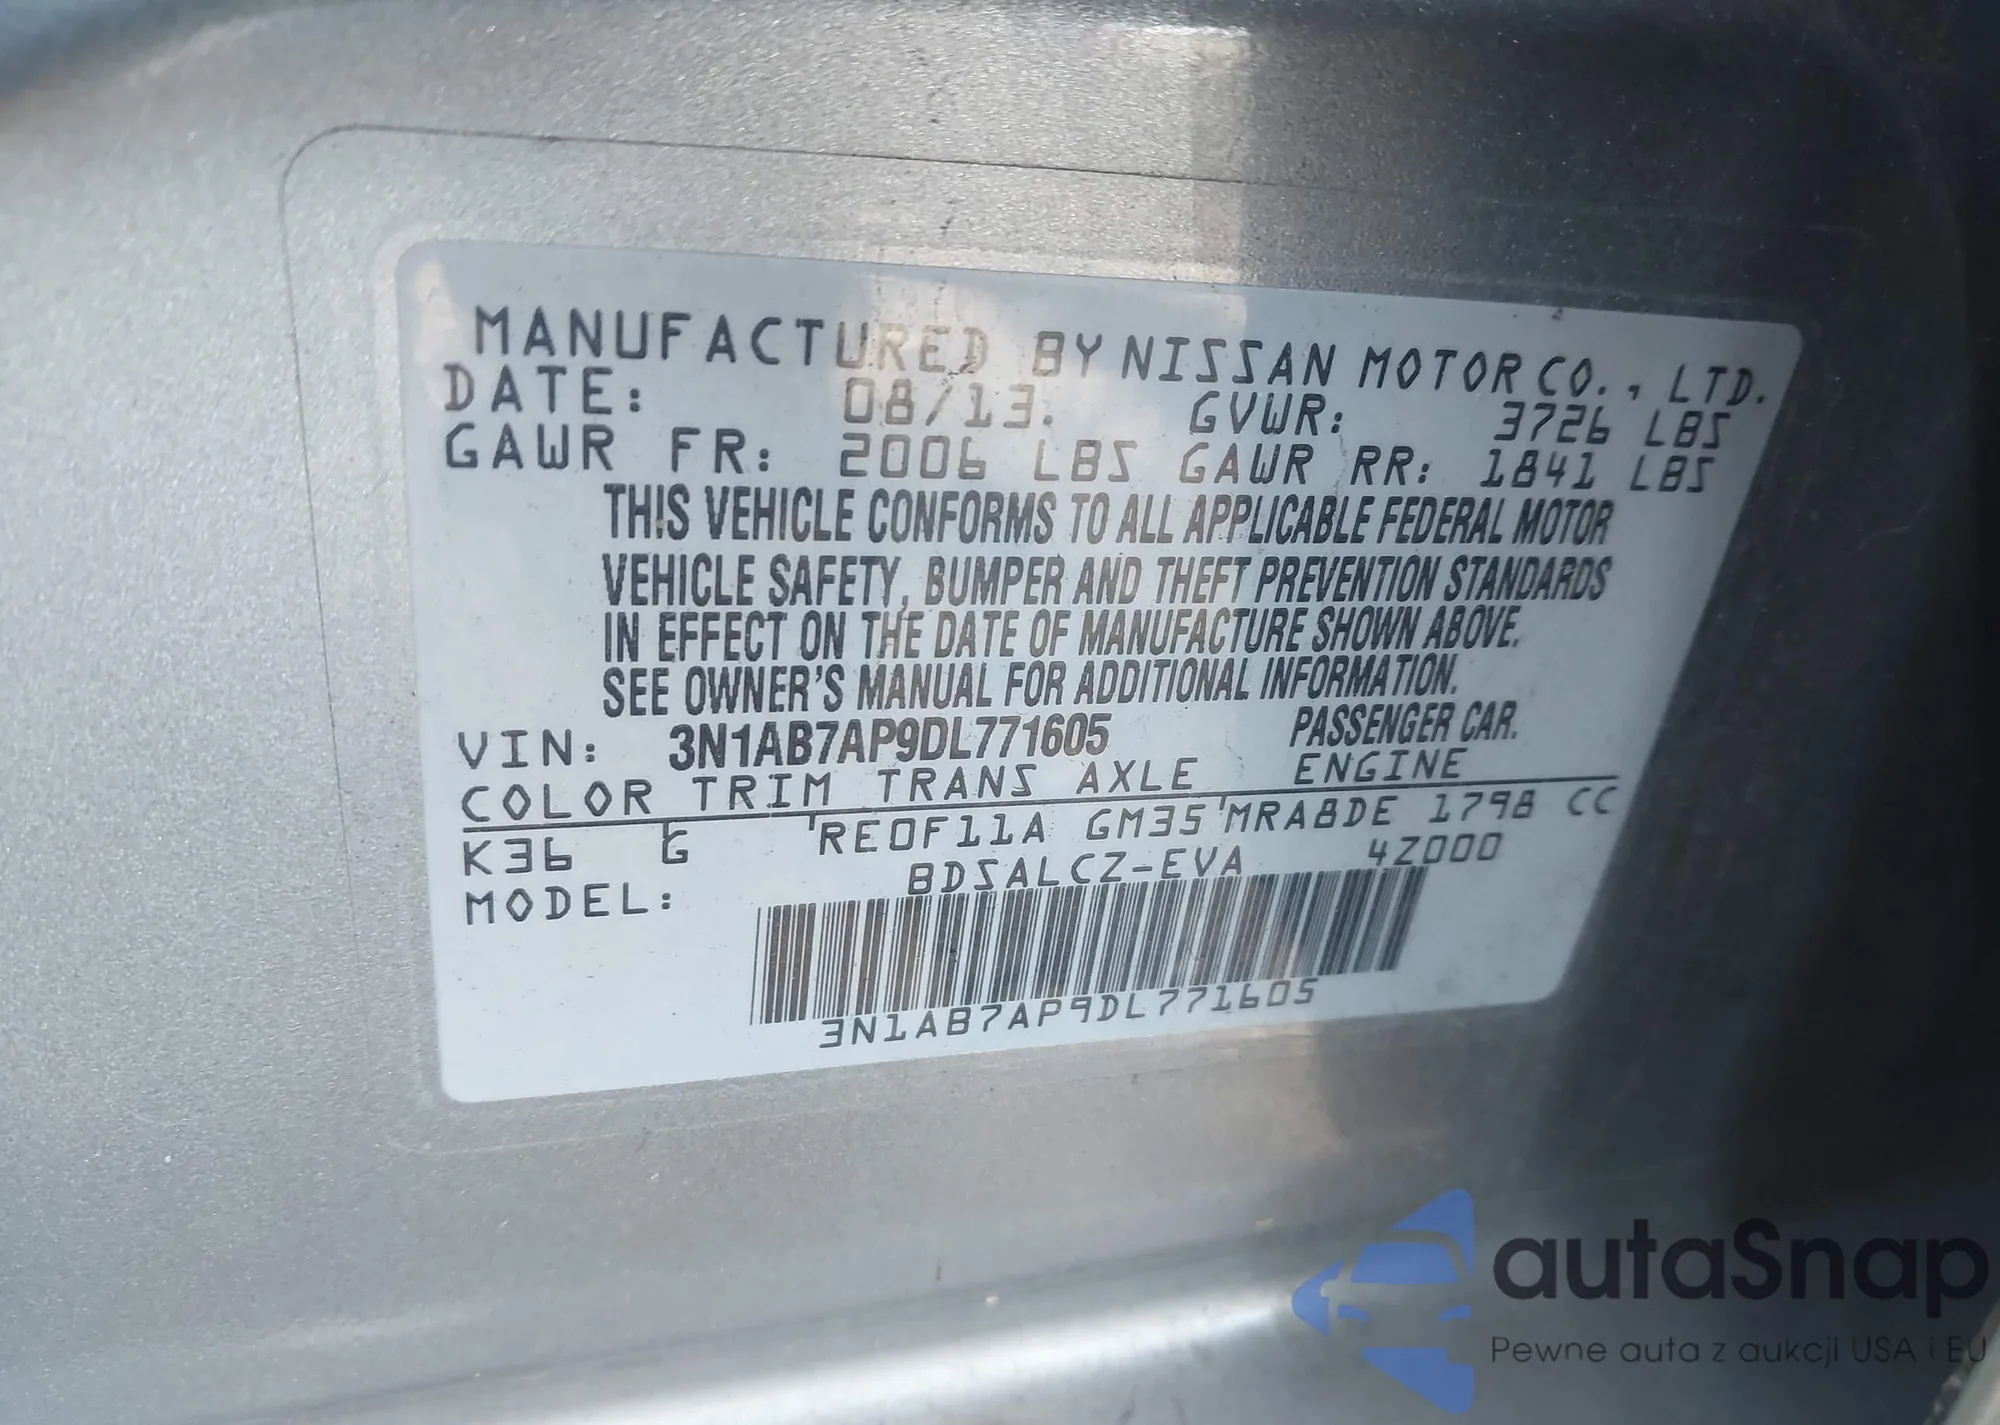 MANUFACTURED BY NISSAN MOTOR CO., LTD.
DATE: 08/13. GVWR: 3726 LBS
GAWR FR: 2006 LBS GAWR RR: 1841 LBS
THIS VEHICLE CONFORMS TO ALL APPLICABLE FEDERAL MOTOR
VEHICLE SAFETY, BUMPER AND THEFT PREVENTION STANDARDS
IN EFFECT ON THE DATE OF MANUFACTURE SHOWN ABOVE.
SEE OWNER'S MANUAL FOR ADDITIONAL INFORMATION.
VIN: 3N1AB7AP9DL771605 PASSENGER CAR.
COLOR TRIM TRANS AXLE ENGINE
K36 G RE0F11A GM35 MRA8DE 1798 CC
MODEL: BDSALCZ-EVA 4Z000
3N1AB7AP9DL771605
autaSnap
Pewne auta z aukcji USA i EU